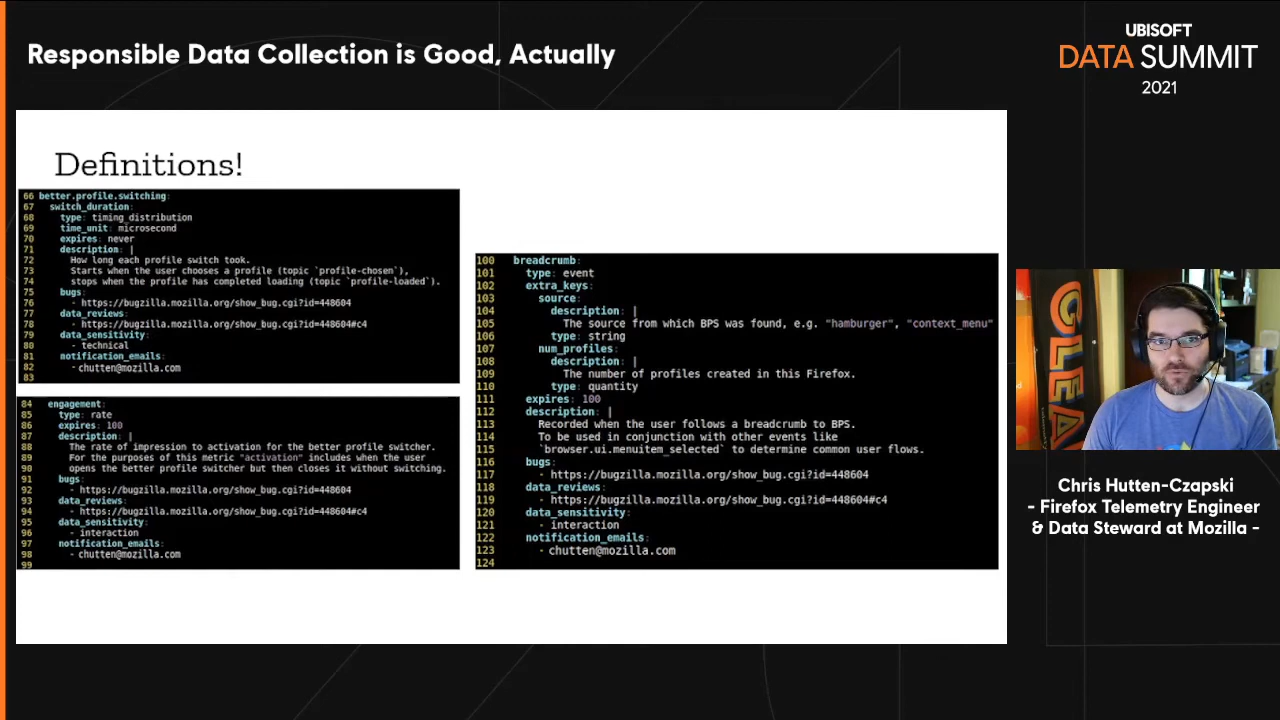 Responsible Data Collection is Good, Actually
UBISOFT
DATA SUMMIT
2021
Definitions!
66 better.profile.switching:
67 switch_duration:
68 type: timing_distribution
69 time_unit: microsecond
70 expires: never
71 description: |
72 How long each profile switch took.
73 Starts when the user chooses a profile (topic `profile-chosen`),
74 stops when the profile has completed loading (topic `profile-loaded`).
75 bugs:
76 - https://bugzilla.mozilla.org/show_bug.cgi?id=448604
77 data_reviews:
78 - https://bugzilla.mozilla.org/show_bug.cgi?id=448604#c4
79 data_sensitivity:
80 - technical
81 notification_emails:
82 - chutten@mozilla.com
83
84 engagement:
85 type: rate
86 expires: 100
87 description: |
88 The rate of impression to activation for the better profile switcher.
89 For the purposes of this metric "activation" includes when the user
90 opens the better profile switcher but then closes it without switching.
91 bugs:
92 - https://bugzilla.mozilla.org/show_bug.cgi?id=448604
93 data_reviews:
94 - https://bugzilla.mozilla.org/show_bug.cgi?id=448604#c4
95 data_sensitivity:
96 - interaction
97 notification_emails:
98 - chutten@mozilla.com
99
100 breadcrumb:
101 type: event
102 extra_keys:
103 source:
104 description: |
105 The source from which BPS was found, e.g. "hamburger", "context_menu"
106 type: string
107 num_profiles:
108 description: |
109 The number of profiles created in this Firefox.
110 type: quantity
111 expires: 100
112 description: |
113 Recorded when the user follows a breadcrumb to BPS.
114 To be used in conjunction with other events like
115 `browser.ui.menuitem_selected` to determine common user flows.
116 bugs:
117 - https://bugzilla.mozilla.org/show_bug.cgi?id=448604
118 data_reviews:
119 - https://bugzilla.mozilla.org/show_bug.cgi?id=448604#c4
120 data_sensitivity:
121 - interaction
122 notification_emails:
123 - chutten@mozilla.com
124
GLEA
Chris Hutten-Czapski
- Firefox Telemetry Engineer
& Data Steward at Mozilla -